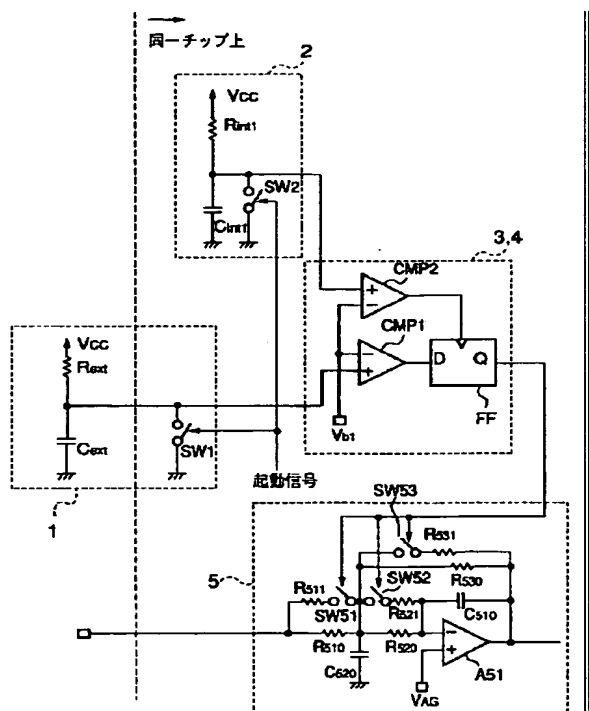 同一チップ上
2
Vcc
Rint1
SW2
Cint1
3,4
CMP2
CMP1
D Q
FF
Vb1
Vcc
Rext
Cext
SW1
起動信号
1
SW53
R531
5
R530
R511
SW52
SW51
R521
C510
R510
R520
C520
A51
VAG